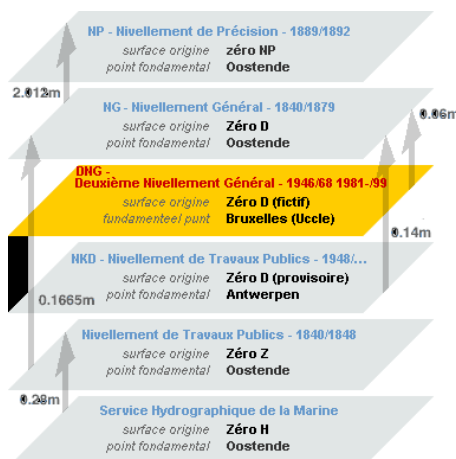 NP - Nivellement de Précision - 1889/1892
surface origine zéro NP
point fondamental Oostende
2.012m
NG - Nivellement Général - 1840/1879
0.06m
surface origine Zéro D
point fondamental Oostende
DNG -
Deuxième Nivellement Général - 1946/68 1981-/99
surface origine Zéro D (fictif)
fundamenteel punt Bruxelles (Uccle)
0.14m
NKD - Nivellement de Travaux Publics - 1948/...
surface origine Zéro D (provisoire)
point fondamental Antwerpen
0.1665m
Nivellement de Travaux Publics - 1840/1848
surface origine Zéro Z
point fondamental Oostende
Service Hydrographique de la Marine
surface origine Zéro H
point fondamental Oostende